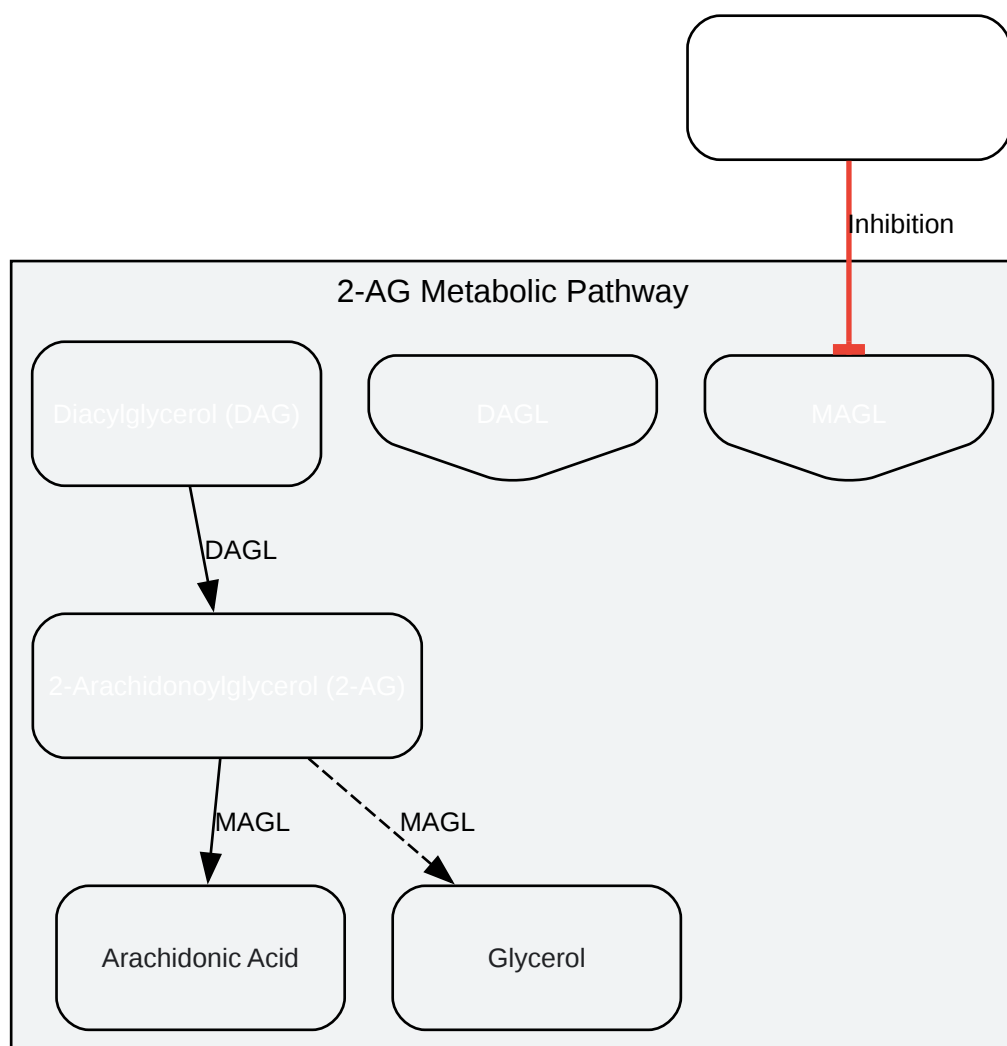 Inhibition
2-AG Metabolic Pathway
Diacylglycerol (DAG)
DAGL
MAGL
DAGL
2-Arachidonoylglycerol (2-AG)
MAGL
MAGL
Arachidonic Acid
Glycerol